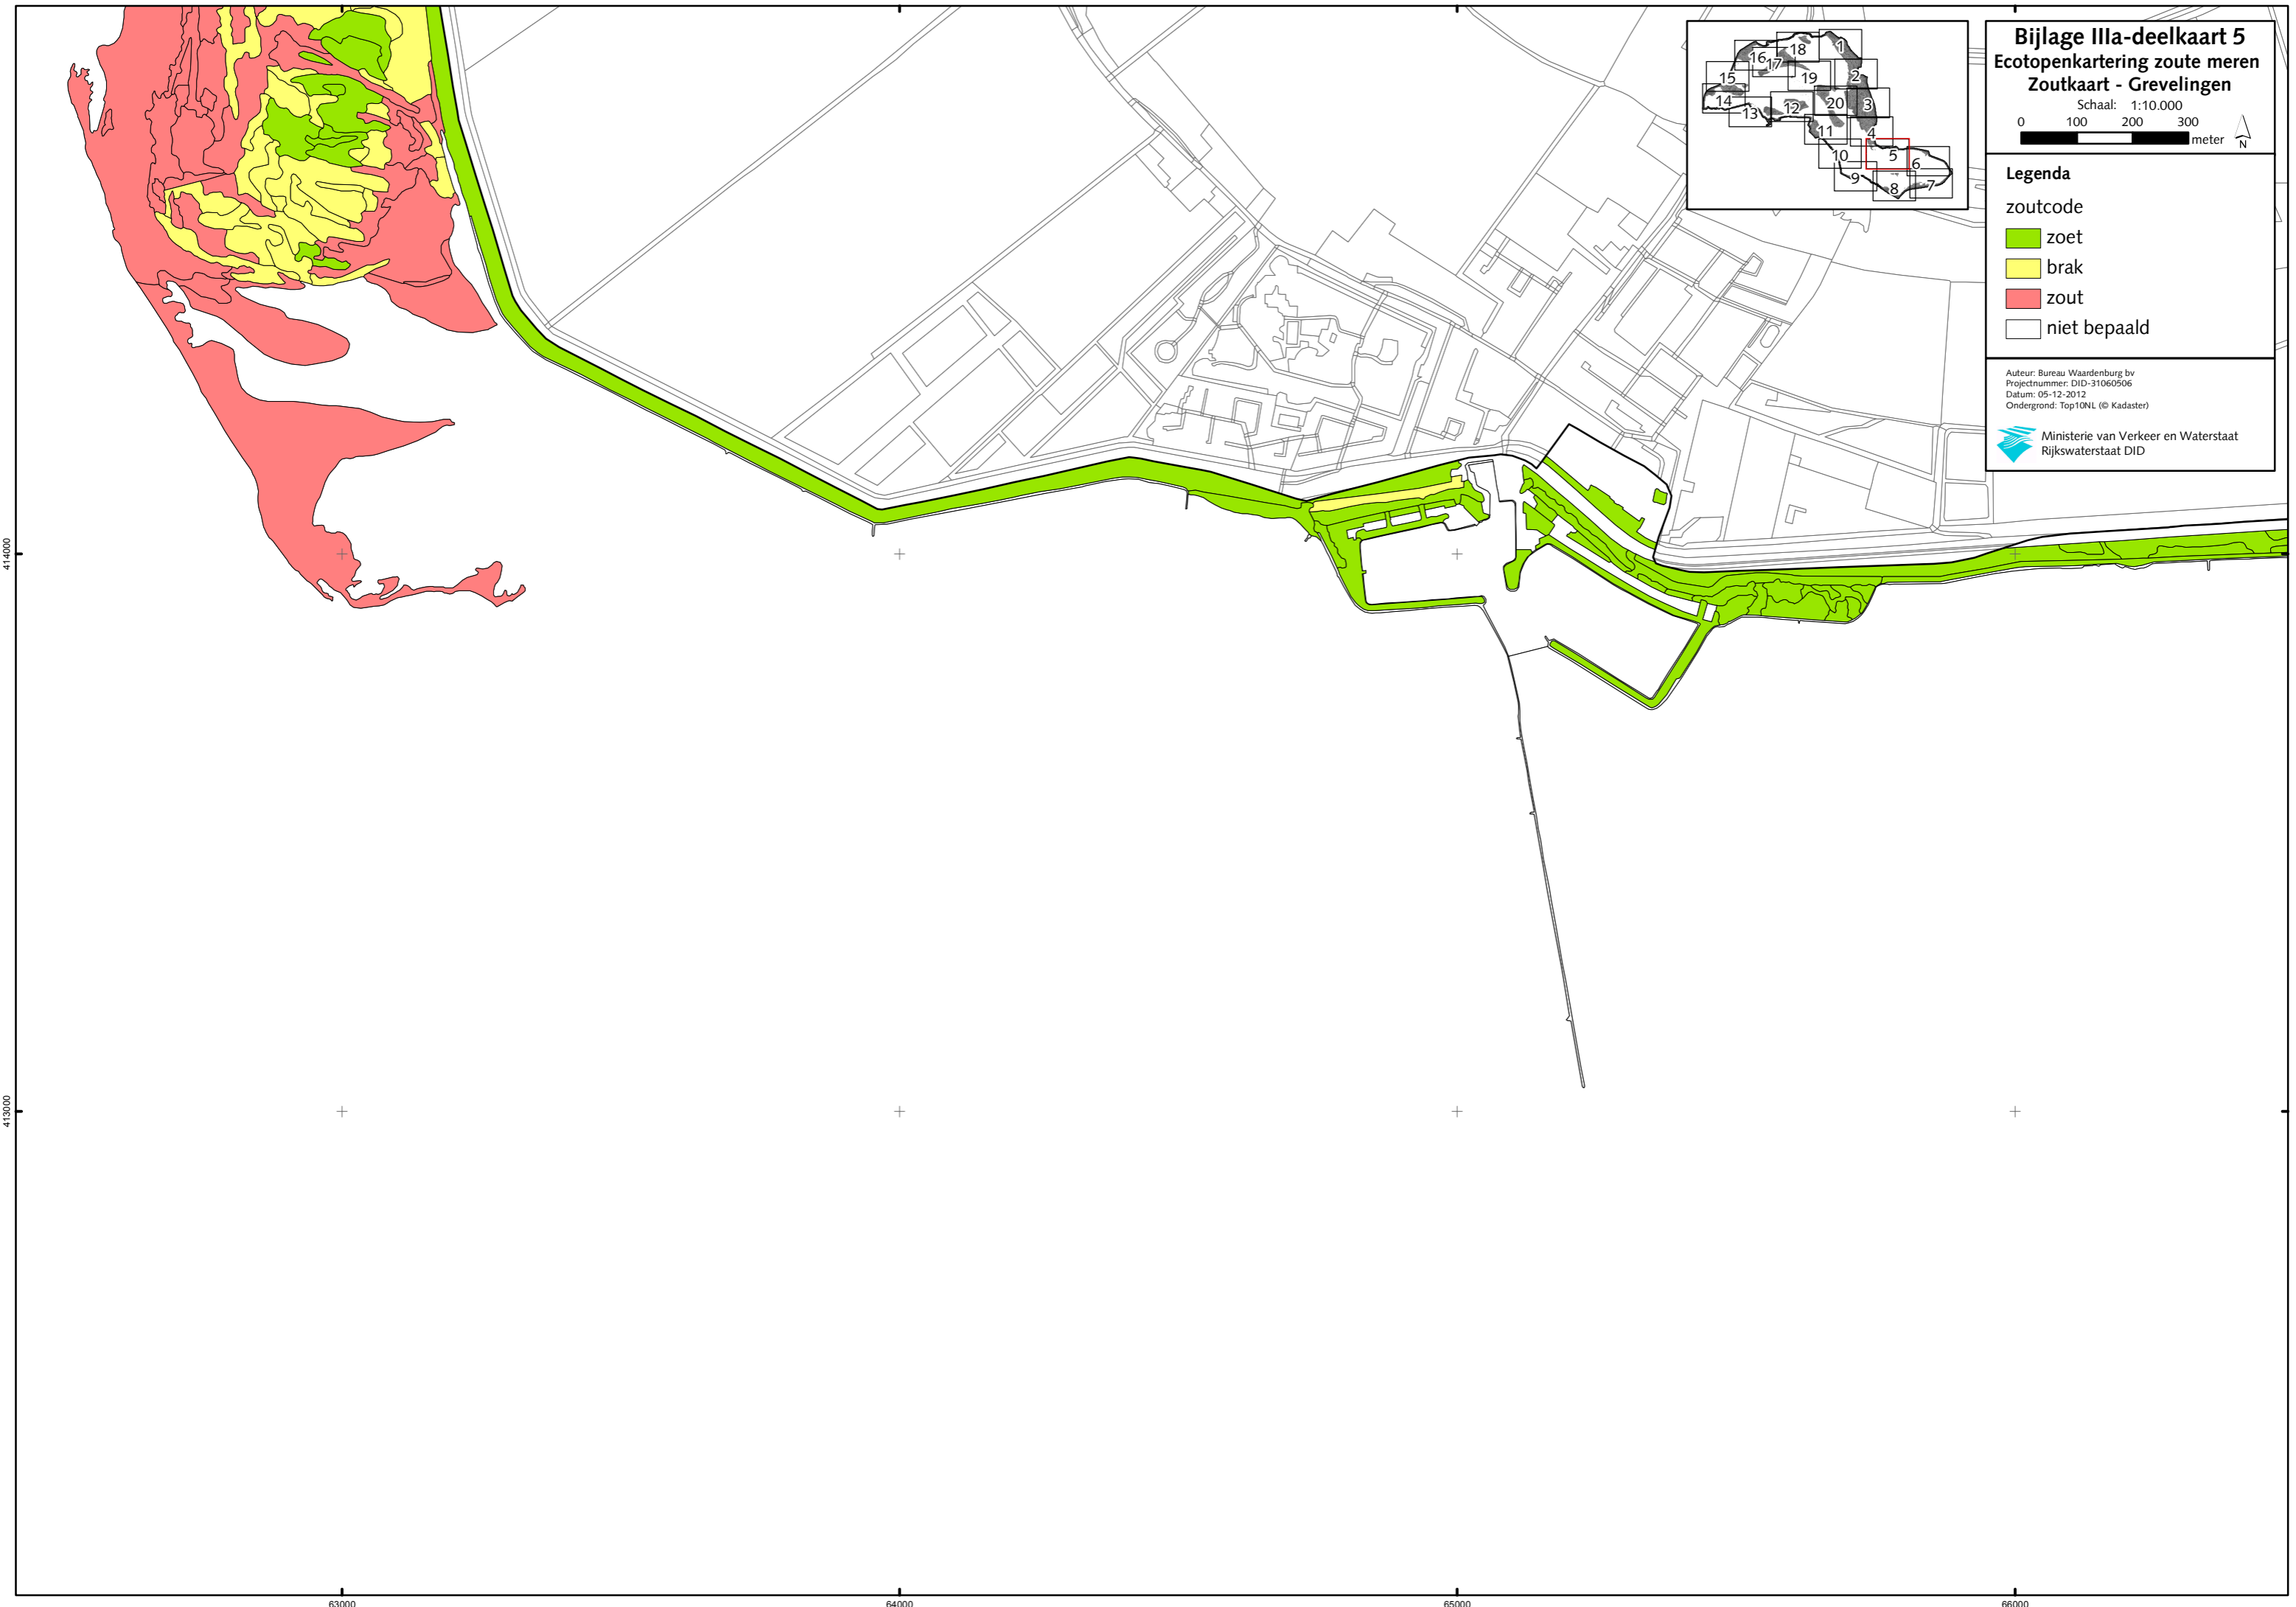 Bijlage IIIa-deelkaart 5
Ecotopenkartering zoute meren
Zoutkaart - Grevelingen
Schaal: 1:10.000
0 100 200 300
meter
N
Legenda
zoutcode
zoet
brak
zout
niet bepaald
Auteur: Bureau Waardenburg bv
Projectnummer: DID-31060506
Datum: 05-12-2012
Ondergrond: Top10NL (© Kadaster)
Ministerie van Verkeer en Waterstaat
Rijkswaterstaat DID
1
18
16
17
15
19
2
14
12
20
3
13
11
4
10
5
6
9
8
7
414000
413000
63000
64000
65000
66000